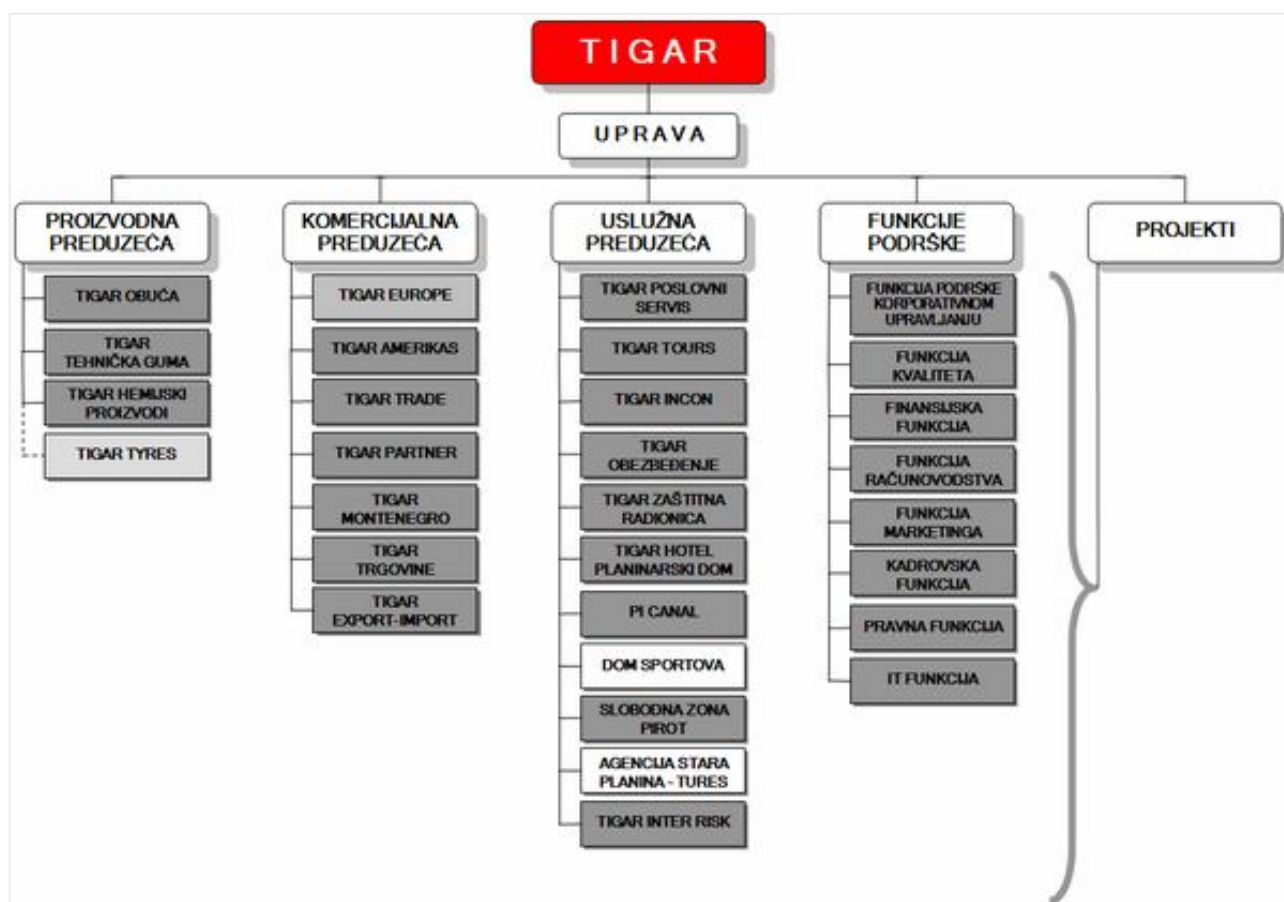 TIGAR
UPRAVA
PROIZVODNA
PREDUZEĆA
KOMERCIJALNA
PREDUZEĆA
USLUŽNA
PREDUZEĆA
FUNKCIJE
PODRŠKE
PROJEKTI
TIGAR OBUĆA
TIGAR
TEHNIČKA GUMA
TIGAR HEMIJSKI
PROIZVODI
TIGAR TYRES
TIGAR EUROPE
TIGAR AMERIKAS
TIGAR TRADE
TIGAR PARTNER
TIGAR
MONTENEGRO
TIGAR
TRGOVINE
TIGAR
EXPORT-IMPORT
TIGAR POSLOVNI
SERVIS
TIGAR TOURS
TIGAR INCON
TIGAR
OBEZBEĐENJE
TIGAR ZAŠTITNA
RADIONICA
TIGAR HOTEL
PLANINARSKI DOM
PI CANAL
DOM SPORTOVA
SLOBODNA ZONA
PIROT
AGENCIJA STARA
PLANINA - TURES
TIGAR INTER RISK
FUNKCIJA PODRŠKE
KORPORATIVNOM
UPRAVLJANJU
FUNKCIJA
KVALITETA
FINANSIJSKA
FUNKCIJA
FUNKCIJA
RAČUNOVODSTVA
FUNKCIJA
MARKETINGA
KADROVSKA
FUNKCIJA
PRAVNA FUNKCIJA
IT FUNKCIJA